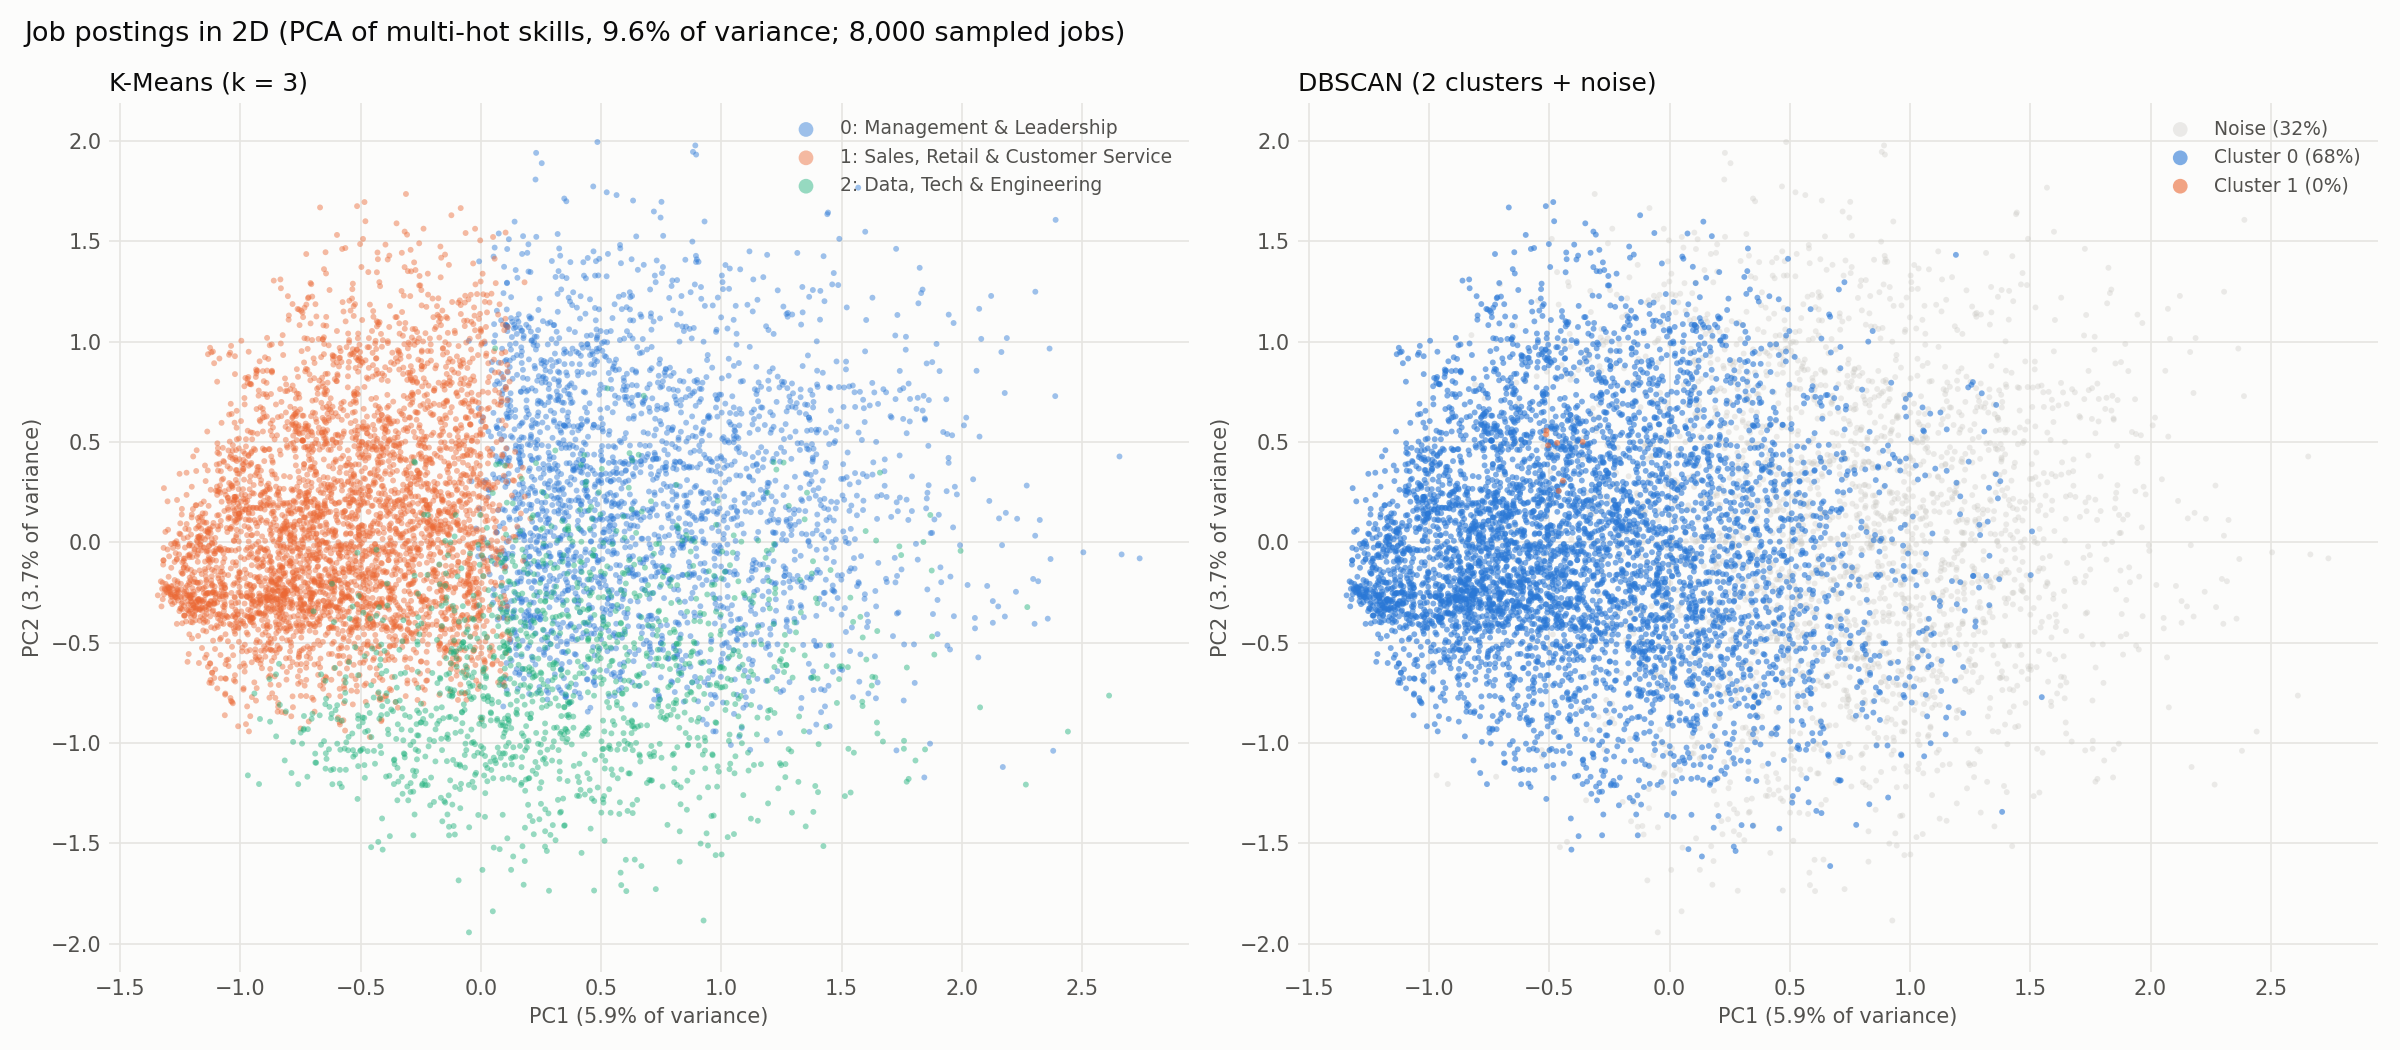 Job postings in 2D (PCA of multi-hot skills, 9.6% of variance; 8,000 sampled jobs)
K-Means (k = 3)
0: Management & Leadership
1: Sales, Retail & Customer Service
2: Data, Tech & Engineering
2.0
1.5
1.0
0.5
0.0
−0.5
−1.0
−1.5
−2.0
PC2 (3.7% of variance)
−1.5 −1.0 −0.5 0.0 0.5 1.0 1.5 2.0 2.5
PC1 (5.9% of variance)
DBSCAN (2 clusters + noise)
Noise (32%)
Cluster 0 (68%)
Cluster 1 (0%)
2.0
1.5
1.0
0.5
0.0
−0.5
−1.0
−1.5
−2.0
PC2 (3.7% of variance)
−1.5 −1.0 −0.5 0.0 0.5 1.0 1.5 2.0 2.5
PC1 (5.9% of variance)